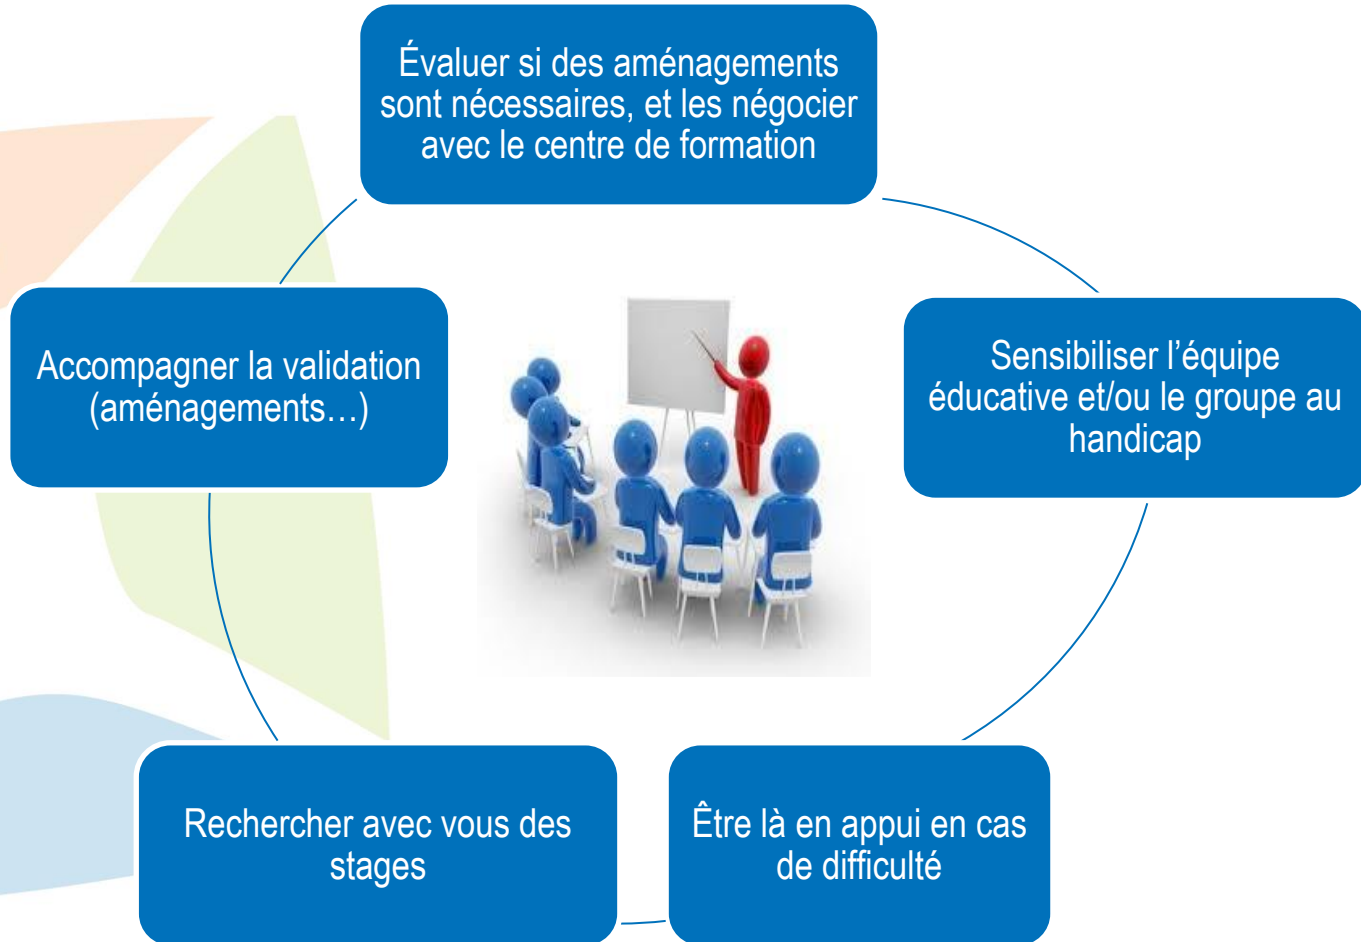 Évaluer si des aménagements
sont nécessaires, et les négocier
avec le centre de formation
Sensibiliser l’équipe
éducative et/ou le groupe au
handicap
Être là en appui en cas
de difficulté
Rechercher avec vous des
stages
Accompagner la validation
(aménagements…)